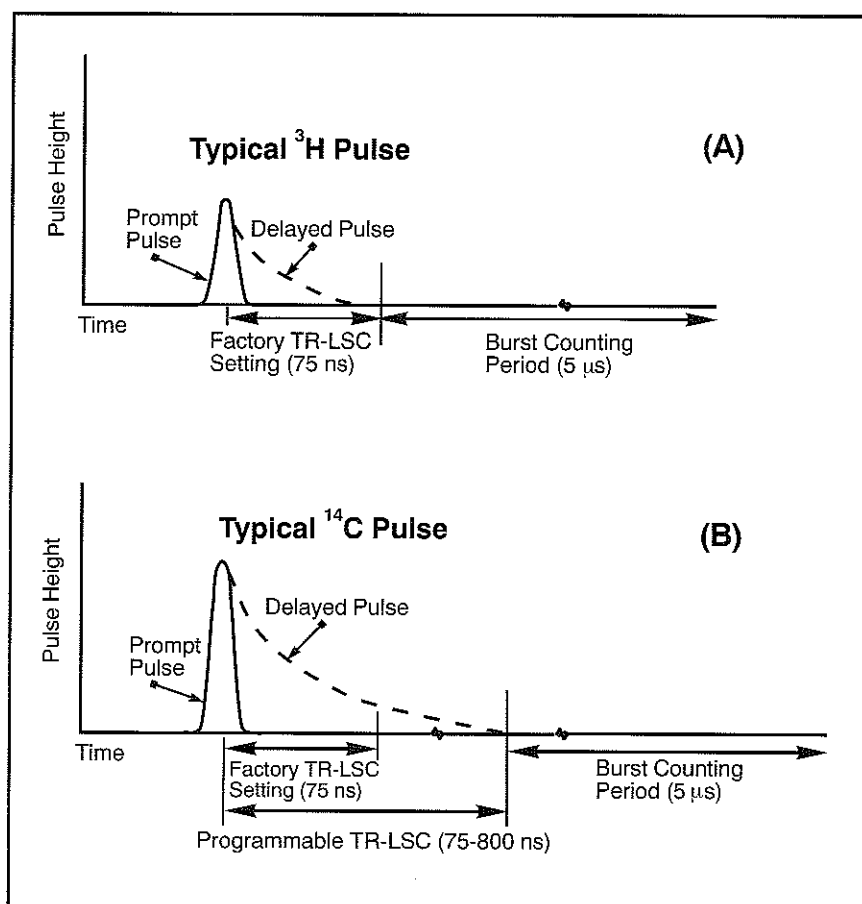 Typical ³H Pulse
(A)
Pulse Height
Prompt
Pulse
Delayed Pulse
Time
Factory TR-LSC
Setting (75 ns)
Burst Counting
Period (5 μs)
Typical ¹⁴C Pulse
(B)
Pulse Height
Delayed Pulse
Prompt
Pulse
Time
Factory TR-LSC
Setting (75 ns)
Burst Counting
Period (5 μs)
Programmable TR-LSC (75-800 ns)